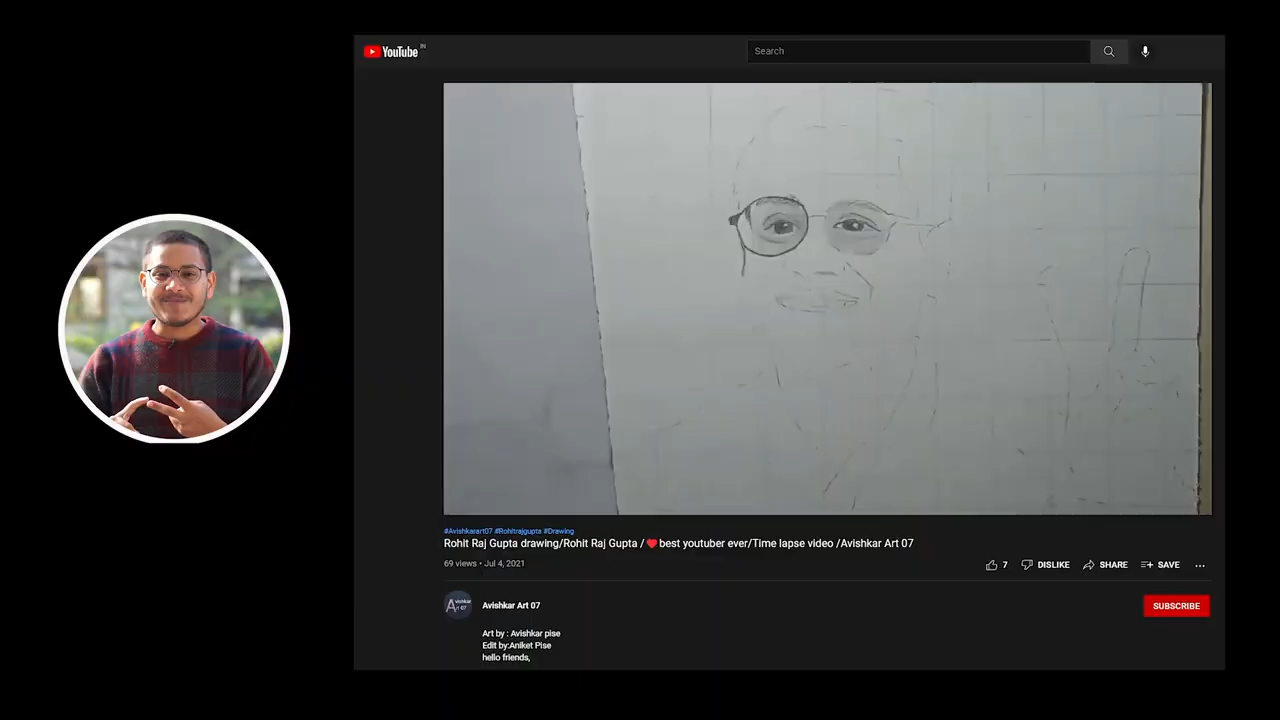 YouTube IN
Search
#Avishkarart07 #Rohitrajgupta #Drawing
Rohit Raj Gupta drawing/Rohit Raj Gupta /❤️best youtuber ever/Time lapse video /Avishkar Art 07
69 views • Jul 4, 2021
7 DISLIKE SHARE SAVE ...
Avishkar Art 07
SUBSCRIBE
Art by : Avishkar pise
Edit by:Aniket Pise
hello friends,